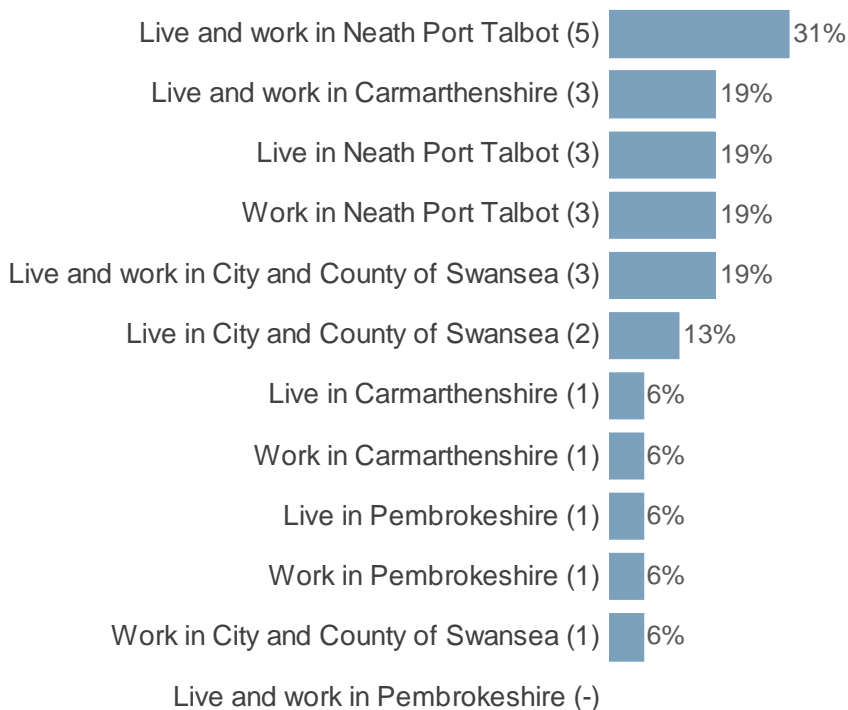 Live and work in Neath Port Talbot (5) 31%
Live and work in Carmarthenshire (3) 19%
Live in Neath Port Talbot (3) 19%
Work in Neath Port Talbot (3) 19%
Live and work in City and County of Swansea (3) 19%
Live in City and County of Swansea (2) 13%
Live in Carmarthenshire (1) 6%
Work in Carmarthenshire (1) 6%
Live in Pembrokeshire (1) 6%
Work in Pembrokeshire (1) 6%
Work in City and County of Swansea (1) 6%
Live and work in Pembrokeshire (-)